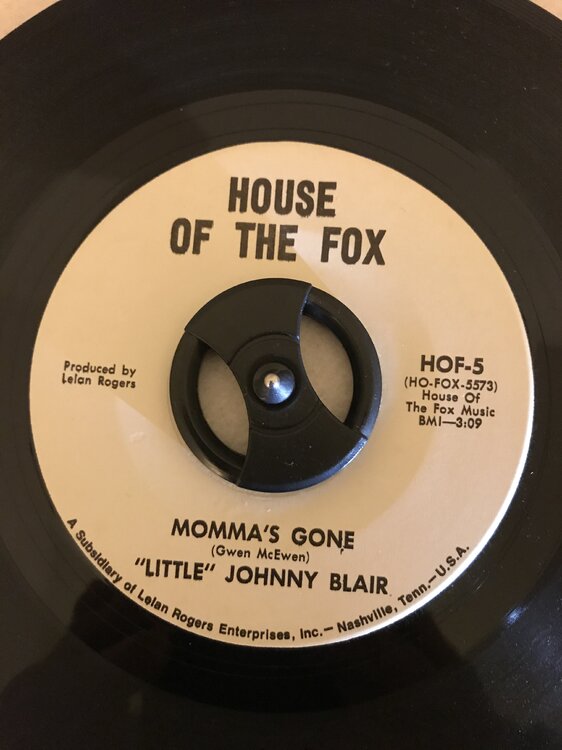 HOUSE
OF THE FOX
Produced by
Lelan Rogers
HOF-5
(HO-FOX-5573)
House Of
The Fox Music
BMI—3:09
MOMMA'S GONE
(Gwen McEwen)
"LITTLE" JOHNNY BLAIR
A Subsidiary of Lelan Rogers Enterprises, Inc.— Nashville, Tenn.—U.S.A.